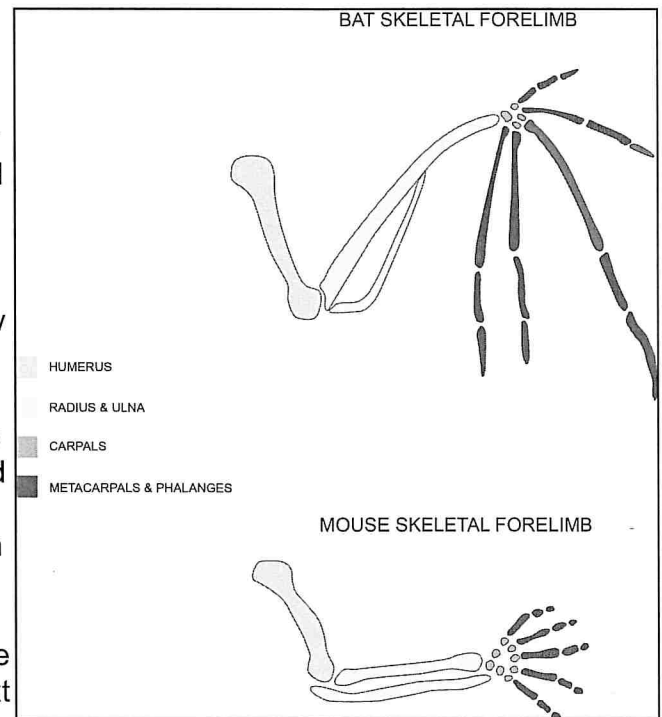 BAT SKELETAL FORELIMB
HUMERUS
RADIUS & ULNA
CARPALS
METACARPALS & PHALANGES
MOUSE SKELETAL FORELIMB